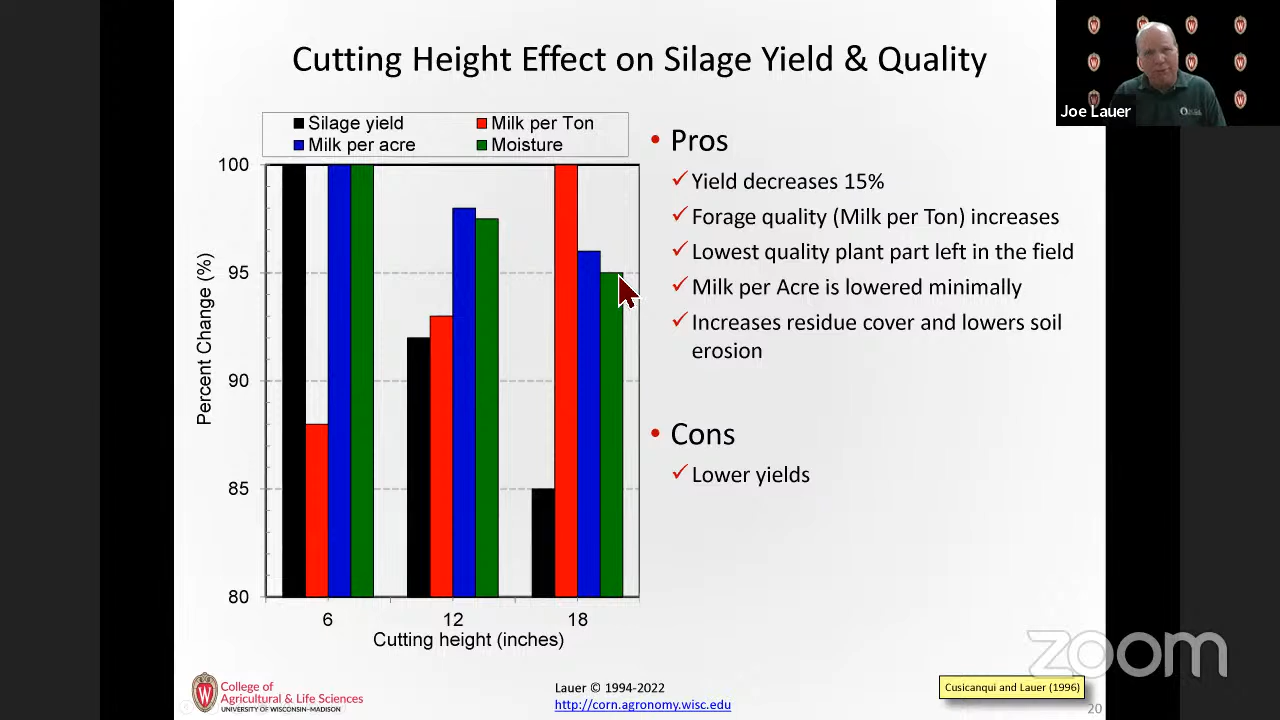 Cutting Height Effect on Silage Yield & Quality
Joe Lauer
Silage yield
Milk per Ton
Milk per acre
Moisture
100
95
90
85
80
Percent Change (%)
6
12
18
Cutting height (inches)
• Pros
✓ Yield decreases 15%
✓ Forage quality (Milk per Ton) increases
✓ Lowest quality plant part left in the field
✓ Milk per Acre is lowered minimally
✓ Increases residue cover and lowers soil
erosion
• Cons
✓ Lower yields
zoom
W
College of
Agricultural & Life Sciences
UNIVERSITY OF WISCONSIN-MADISON
Lauer © 1994-2022
http://corn.agronomy.wisc.edu
Cusicanqui and Lauer (1996)
20